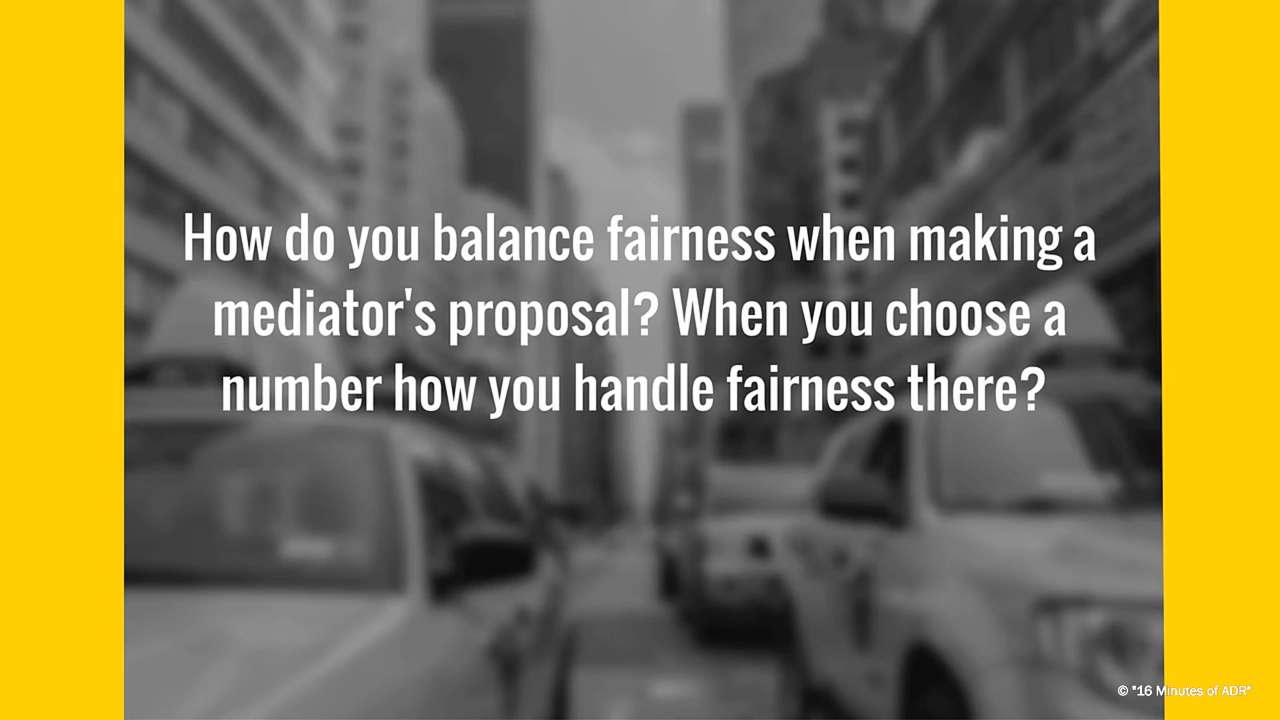 How do you balance fairness when making a
mediator's proposal? When you choose a
number how you handle fairness there?
© "16 Minutes of ADR"